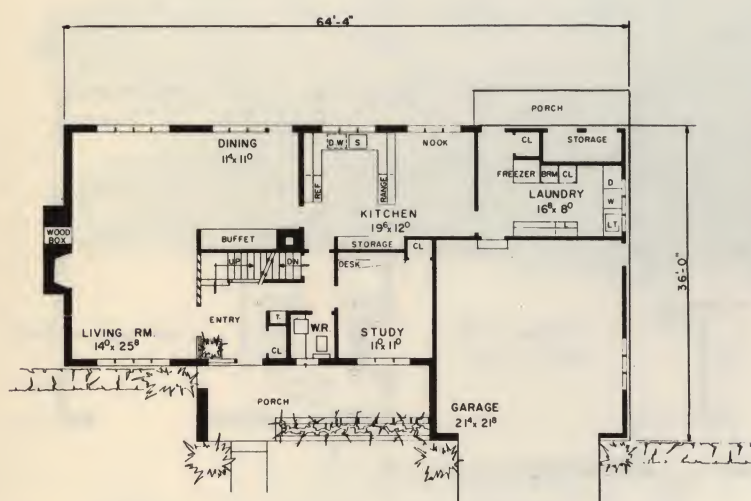 64'-4"
PORCH
DINING
11⁴ x 11⁰
D.W
S
NOOK
CL
STORAGE
REF.
RANGE
FREEZER
BRM
CL
D
LAUNDRY
16⁸ x 8⁰
W
L.T.
L
KITCHEN
19⁶ x 12⁰
WOOD
BOX
BUFFET
STORAGE
CL
UP
DN
DESK
36'-0"
ENTRY
T.
W.R
CL
LIVING RM.
14⁰ x 25⁸
STUDY
11⁰ x 11⁰
PORCH
GARAGE
21⁴ x 21⁸